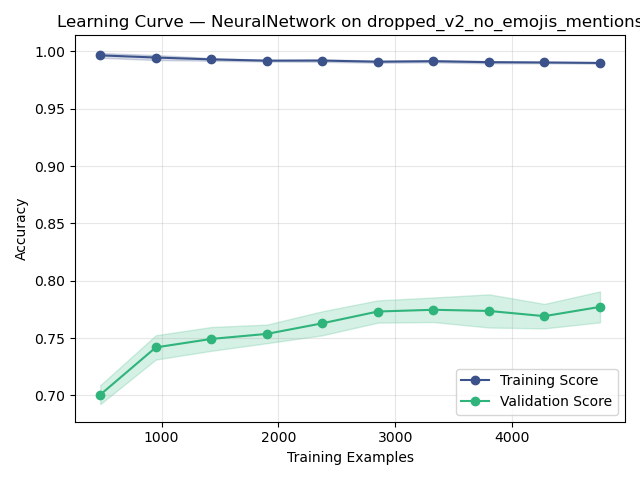 Learning Curve — NeuralNetwork on dropped_v2_no_emojis_mentions
1.00
0.95
0.90
0.85
0.80
0.75
0.70
Accuracy
1000
2000
3000
4000
Training Examples
Training Score
Validation Score